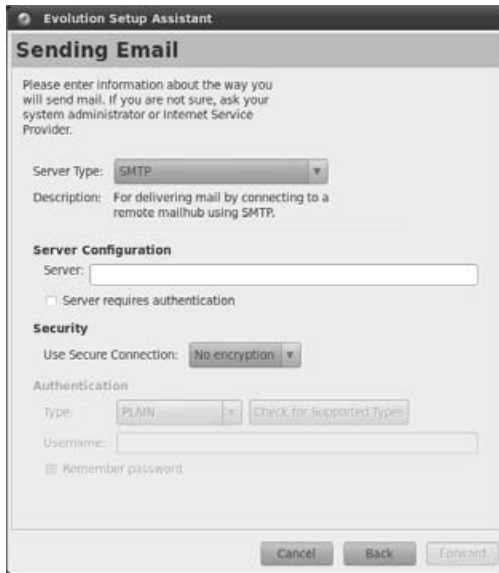 Evolution Setup Assistant
Sending Email
Please enter information about the way you
will send mail. If you are not sure, ask your
system administrator or Internet Service
Provider.
Server Type: SMTP
Description: For delivering mail by connecting to a
remote mailhub using SMTP.
Server Configuration
Server:
Server requires authentication
Security
Use Secure Connection: No encryption
Authentication
Type: PLAIN Check for Supported Types
Username:
Remember password
Cancel Back Forward